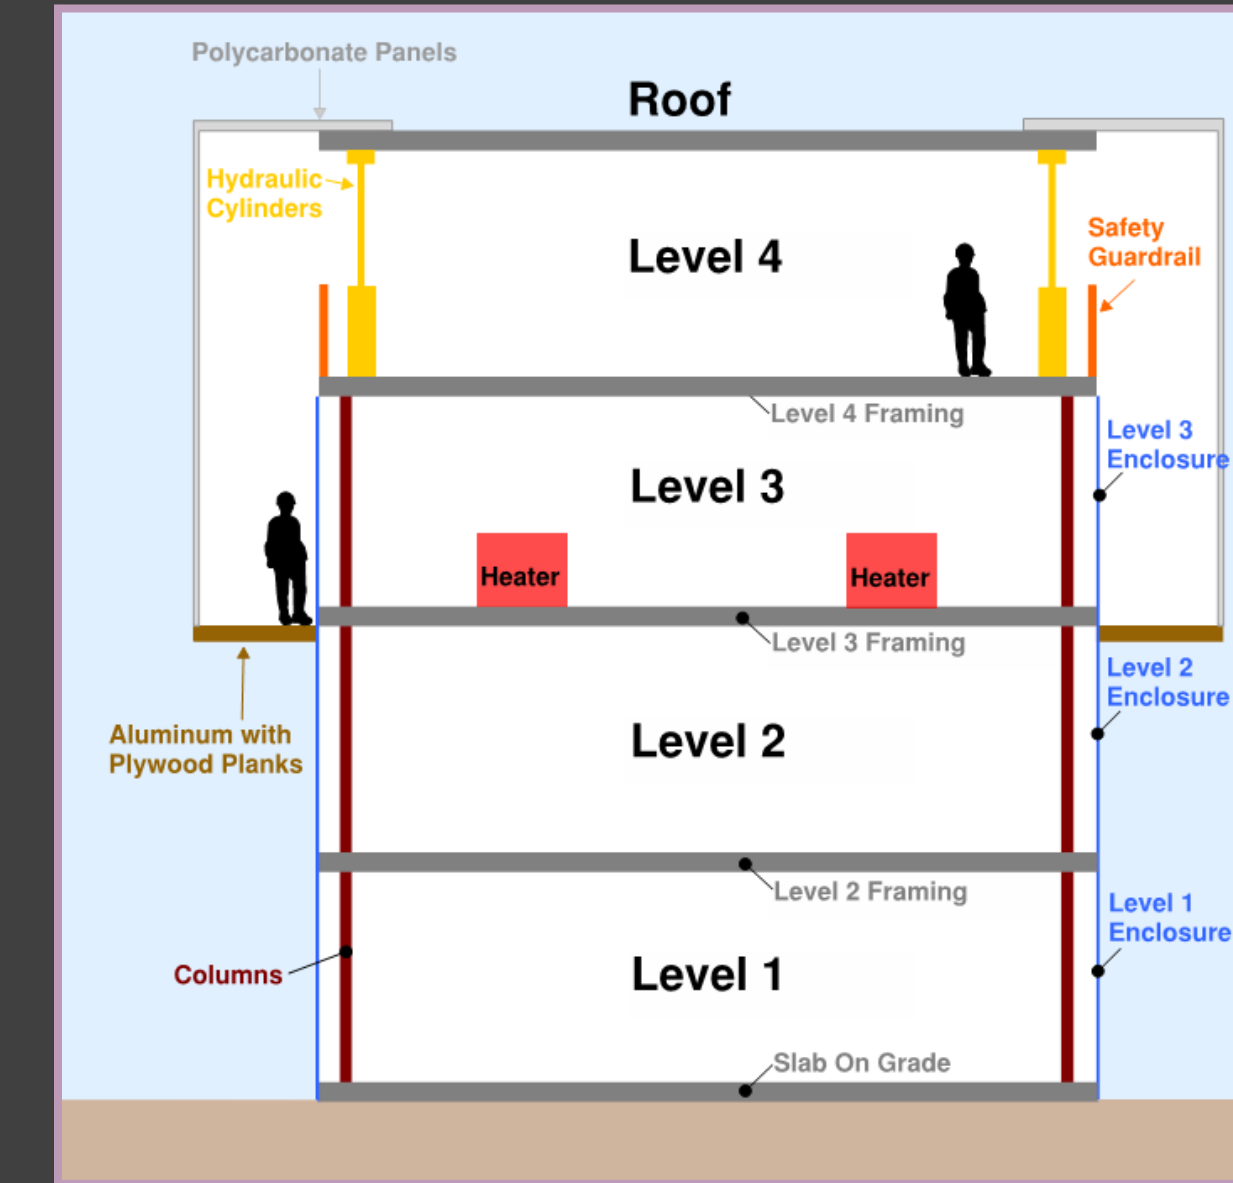 Polycarbonate Panels
Roof
Hydraulic
Cylinders
Level 4
Safety
Guardrail
Level 4 Framing
Level 3
Enclosure
Level 3
Heater
Heater
Level 3 Framing
Level 2
Enclosure
Aluminum with
Plywood Planks
Level 2
Level 2 Framing
Level 1
Enclosure
Columns
Level 1
Slab On Grade